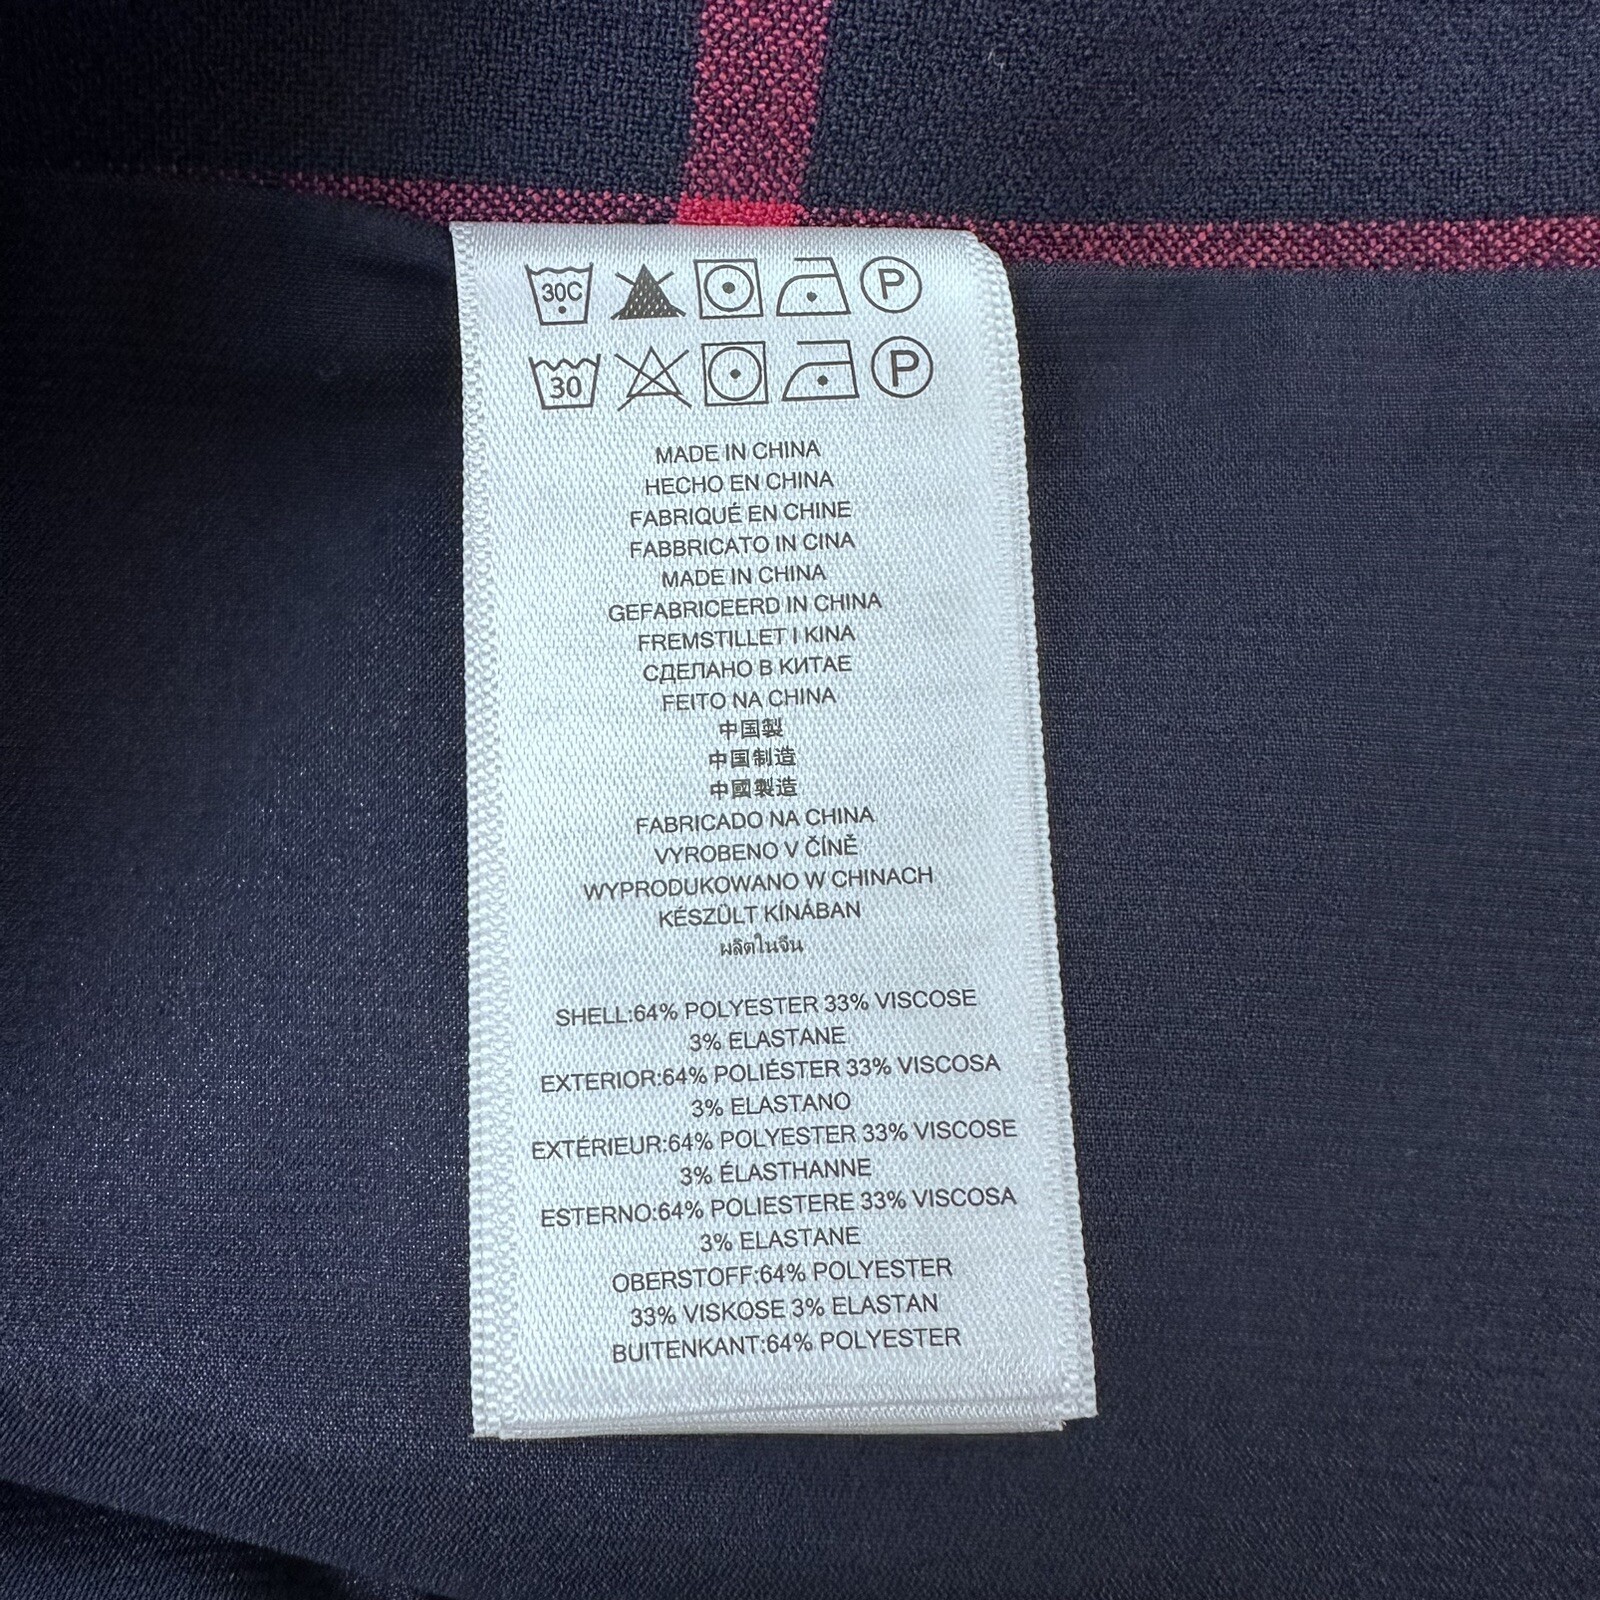 30C P
30 P
MADE IN CHINA
HECHO EN CHINA
FABRIQUÉ EN CHINE
FABBRICATO IN CINA
MADE IN CHINA
GEFABRICEERD IN CHINA
FREMSTILLET I KINA
СДЕЛАНО В КИТАЕ
FEITO NA CHINA
中国製
中国制造
中國製造
FABRICADO NA CHINA
VYROBENO V ČÍNĚ
WYPRODUKOWANO W CHINACH
KÉSZÜLT KÍNÁBAN
ผลิตในจีน
SHELL:64% POLYESTER 33% VISCOSE
3% ELASTANE
EXTERIOR:64% POLIÉSTER 33% VISCOSA
3% ELASTANO
EXTÉRIEUR:64% POLYESTER 33% VISCOSE
3% ÉLASTHANNE
ESTERNO:64% POLIESTERE 33% VISCOSA
3% ELASTANE
OBERSTOFF:64% POLYESTER
33% VISKOSE 3% ELASTAN
BUITENKANT:64% POLYESTER